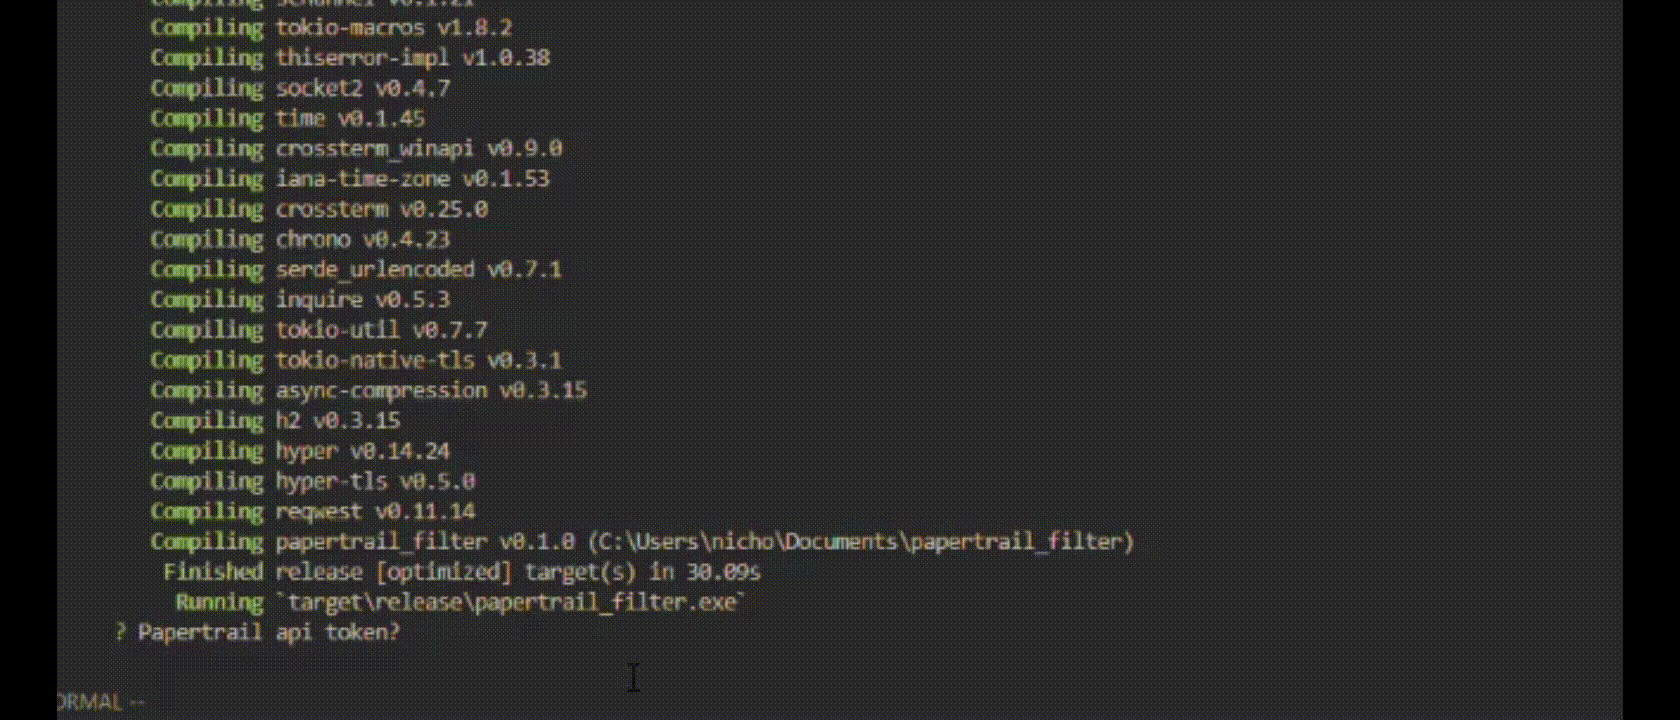 Compiling schannel v0.1.21
Compiling tokio-macros v1.8.2
Compiling thiserror-impl v1.0.38
Compiling socket2 v0.4.7
Compiling time v0.1.45
Compiling crossterm_winapi v0.9.0
Compiling iana-time-zone v0.1.53
Compiling crossterm v0.25.0
Compiling chrono v0.4.23
Compiling serde_urlencoded v0.7.1
Compiling inquire v0.5.3
Compiling tokio-util v0.7.7
Compiling tokio-native-tls v0.3.1
Compiling async-compression v0.3.15
Compiling h2 v0.3.15
Compiling hyper v0.14.24
Compiling hyper-tls v0.5.0
Compiling reqwest v0.11.14
Compiling papertrail_filter v0.1.0 (C:\Users\nicho\Documents\papertrail_filter)
Finished release [optimized] target(s) in 30.09s
Running `target\release\papertrail_filter.exe`
? Papertrail api token?
ORMAL --